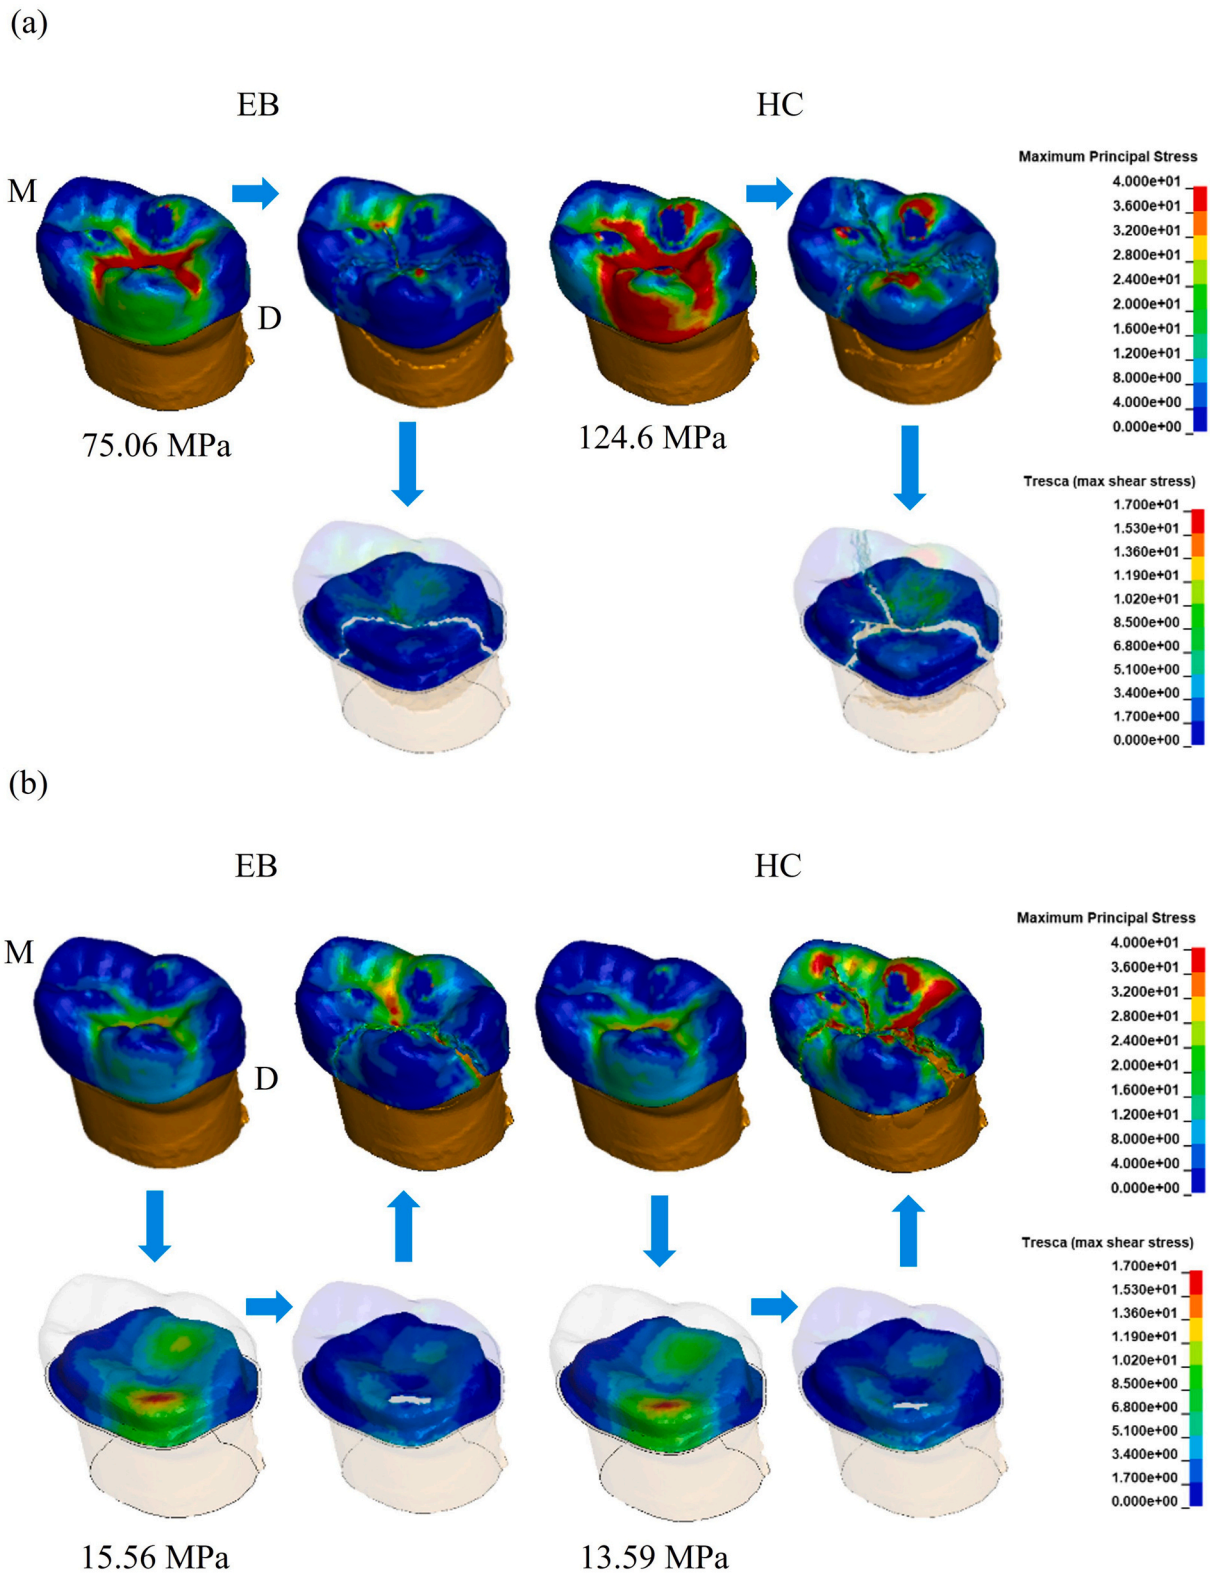 (a)
EB
HC
M
D
75.06 MPa
124.6 MPa
Maximum Principal Stress
4.000e+01
3.600e+01
3.200e+01
2.800e+01
2.400e+01
2.000e+01
1.600e+01
1.200e+01
8.000e+00
4.000e+00
0.000e+00
Tresca (max shear stress)
1.700e+01
1.530e+01
1.360e+01
1.190e+01
1.020e+01
8.500e+00
6.800e+00
5.100e+00
3.400e+00
1.700e+00
0.000e+00
(b)
EB
HC
M
D
Maximum Principal Stress
4.000e+01
3.600e+01
3.200e+01
2.800e+01
2.400e+01
2.000e+01
1.600e+01
1.200e+01
8.000e+00
4.000e+00
0.000e+00
Tresca (max shear stress)
1.700e+01
1.530e+01
1.360e+01
1.190e+01
1.020e+01
8.500e+00
6.800e+00
5.100e+00
3.400e+00
1.700e+00
0.000e+00
15.56 MPa
13.59 MPa